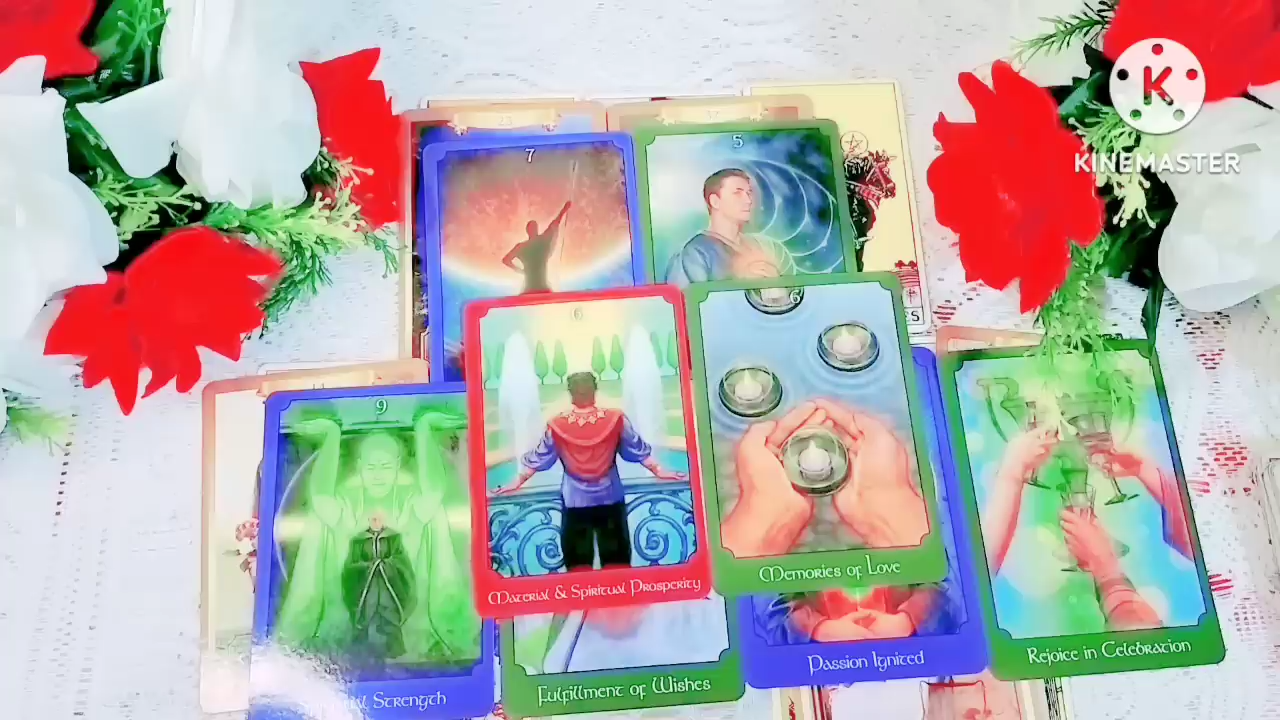 K
KINEMASTER
7
5
6
6
9
Material & Spiritual Prosperity
Memories of Love
Passion Ignited
Rejoice in Celebration
Fulfillment of Wishes
Strength